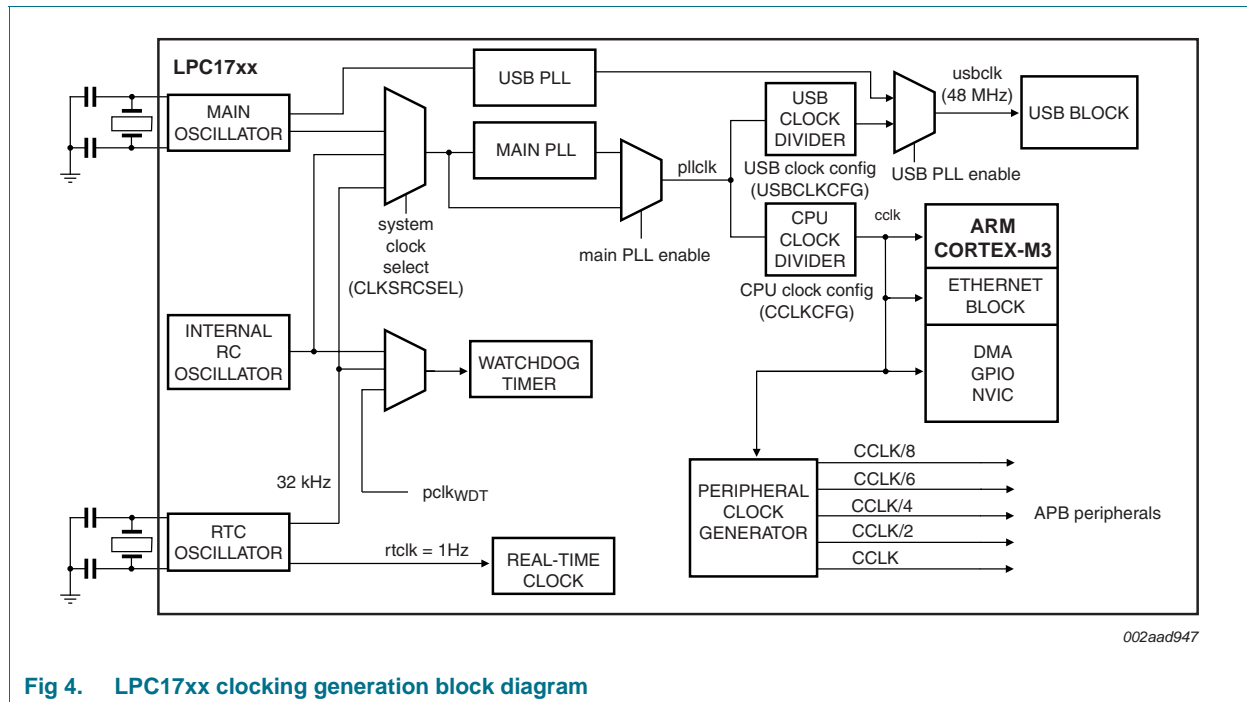 LPC17xx
MAIN
OSCILLATOR
USB PLL
MAIN PLL
system
clock
select
(CLKSRCSEL)
main PLL enable
pllclk
USB
CLOCK
DIVIDER
USB clock config
(USBCLKCFG)
usbclk
(48 MHz)
USB BLOCK
USB PLL enable
CPU
CLOCK
DIVIDER
CPU clock config
(CCLKCFG)
cclk
ARM
CORTEX-M3
ETHERNET
BLOCK
DMA
GPIO
NVIC
INTERNAL
RC
OSCILLATOR
WATCHDOG
TIMER
pclkWDT
32 kHz
RTC
OSCILLATOR
rtclk = 1Hz
REAL-TIME
CLOCK
PERIPHERAL
CLOCK
GENERATOR
CCLK/8
CCLK/6
CCLK/4
CCLK/2
CCLK
APB peripherals
002aad947
Fig 4. LPC17xx clocking generation block diagram